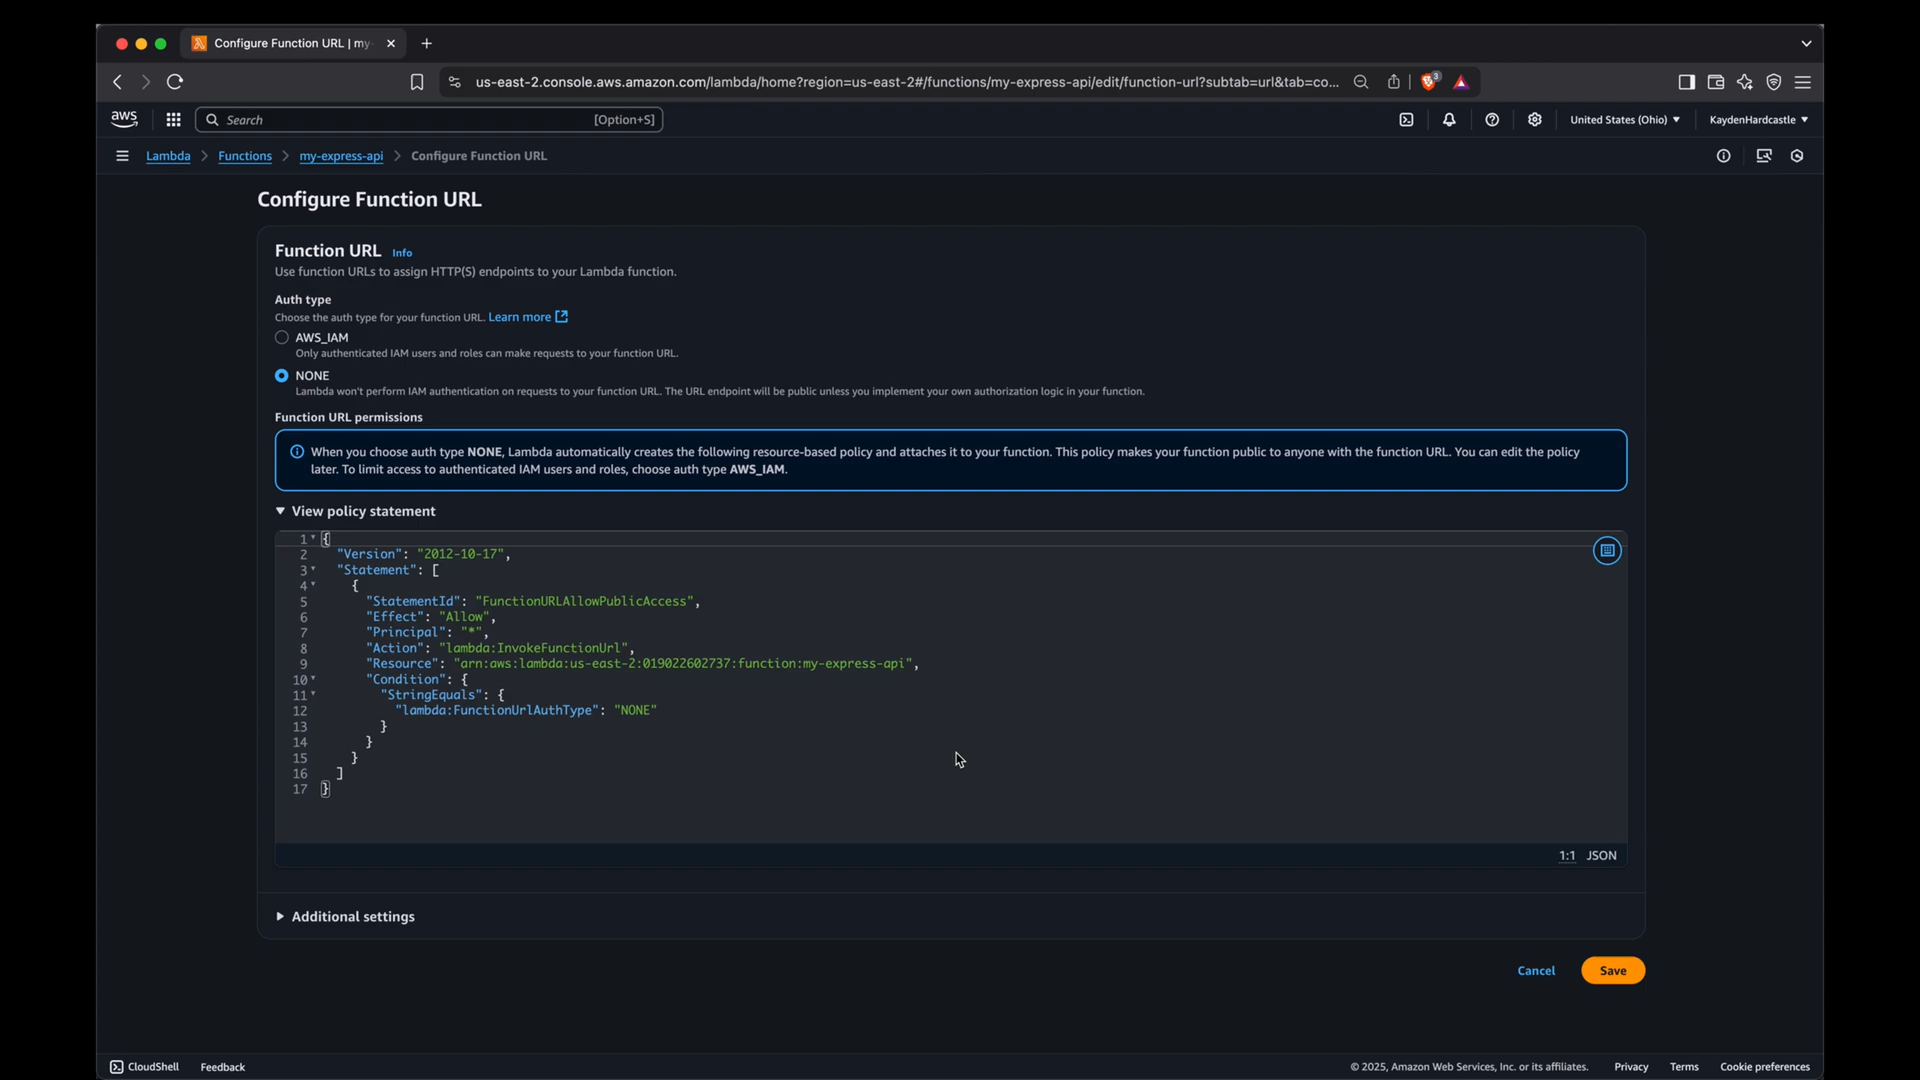 Configure Function URL | my-
us-east-2.console.aws.amazon.com/lambda/home?region=us-east-2#/functions/my-express-api/edit/function-url?subtab=url&tab=co...
3
aws
Search
[Option+S]
United States (Ohio)
KaydenHardcastle
Lambda > Functions > my-express-api > Configure Function URL
Configure Function URL
Function URL Info
Use function URLs to assign HTTP(S) endpoints to your Lambda function.
Auth type
Choose the auth type for your function URL. Learn more
AWS_IAM
Only authenticated IAM users and roles can make requests to your function URL.
NONE
Lambda won't perform IAM authentication on requests to your function URL. The URL endpoint will be public unless you implement your own authorization logic in your function.
Function URL permissions
When you choose auth type NONE, Lambda automatically creates the following resource-based policy and attaches it to your function. This policy makes your function public to anyone with the function URL. You can edit the policy
later. To limit access to authenticated IAM users and roles, choose auth type AWS_IAM.
View policy statement
1 {
2 "Version": "2012-10-17",
3 "Statement": [
4 {
5 "StatementId": "FunctionURLAllowPublicAccess",
6 "Effect": "Allow",
7 "Principal": "*",
8 "Action": "lambda:InvokeFunctionUrl",
9 "Resource": "arn:aws:lambda:us-east-2:019022602737:function:my-express-api",
10 "Condition": {
11 "StringEquals": {
12 "lambda:FunctionUrlAuthType": "NONE"
13 }
14 }
15 }
16 ]
17 }
1:1 JSON
Additional settings
Cancel
Save
CloudShell
Feedback
© 2025, Amazon Web Services, Inc. or its affiliates.
Privacy
Terms
Cookie preferences